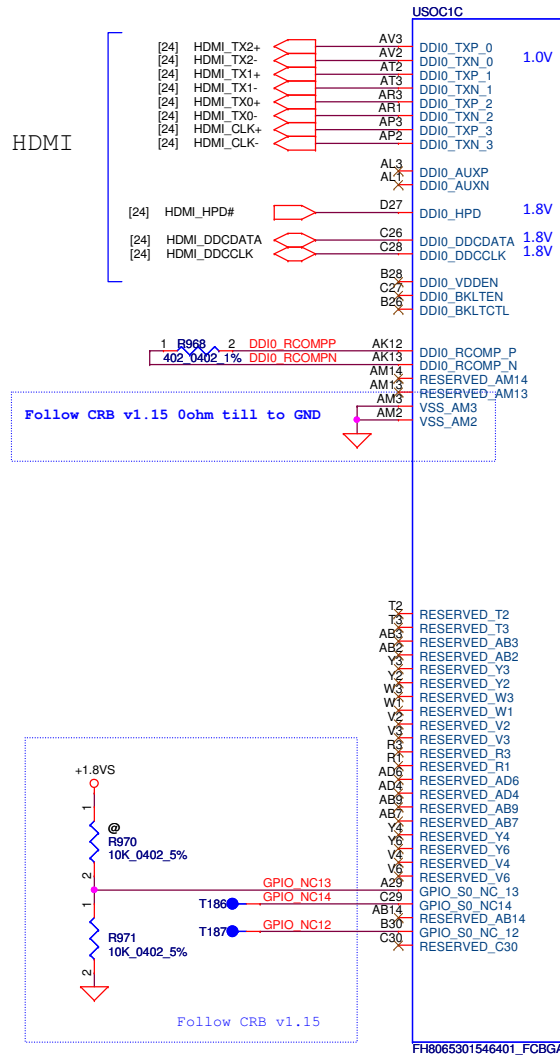 USOC1C
[24] HDMI_TX2+ AV3 DDI0_TXP_0 1.0V
[24] HDMI_TX2- AV2 DDI0_TXN_0
[24] HDMI_TX1+ AT2 DDI0_TXP_1
[24] HDMI_TX1- AT3 DDI0_TXN_1
[24] HDMI_TX0+ AR3 DDI0_TXP_2
[24] HDMI_TX0- AR1 DDI0_TXN_2
[24] HDMI_CLK+ AP3 DDI0_TXP_3
[24] HDMI_CLK- AP2 DDI0_TXN_3
HDMI
AL3 DDI0_AUXP
AL1 DDI0_AUXN
[24] HDMI_HPD# D27 DDI0_HPD 1.8V
[24] HDMI_DDCDATA C26 DDI0_DDCDATA 1.8V
[24] HDMI_DDCCLK C28 DDI0_DDCCLK 1.8V
B28 DDI0_VDDEN
C27 DDI0_BKLTEN
B26 DDI0_BKLTCTL
1 R968 2 DDI0_RCOMPP AK12 DDI0_RCOMP_P
402_0402_1% DDI0_RCOMPN AK13 DDI0_RCOMP_N
AM14 RESERVED_AM14
AM13 RESERVED_AM13
AM3 VSS_AM3
Follow CRB v1.15 0ohm till to GND AM2 VSS_AM2
T2 RESERVED_T2
T3 RESERVED_T3
AB3 RESERVED_AB3
AB2 RESERVED_AB2
Y3 RESERVED_Y3
Y2 RESERVED_Y2
W3 RESERVED_W3
W1 RESERVED_W1
V2 RESERVED_V2
V3 RESERVED_V3
R3 RESERVED_R3
R1 RESERVED_R1
AD6 RESERVED_AD6
AD4 RESERVED_AD4
AB9 RESERVED_AB9
AB7 RESERVED_AB7
Y4 RESERVED_Y4
Y6 RESERVED_Y6
V4 RESERVED_V4
V6 RESERVED_V6
+1.8VS
1
@
R970
10K_0402_5%
2
GPIO_NC13 A29 GPIO_S0_NC_13
1 T186 GPIO_NC14 C29 GPIO_S0_NC14
AB14 RESERVED_AB14
R971 T187 GPIO_NC12 B30 GPIO_S0_NC_12
10K_0402_5% C30 RESERVED_C30
2
Follow CRB v1.15
FH8065301546401_FCBGA